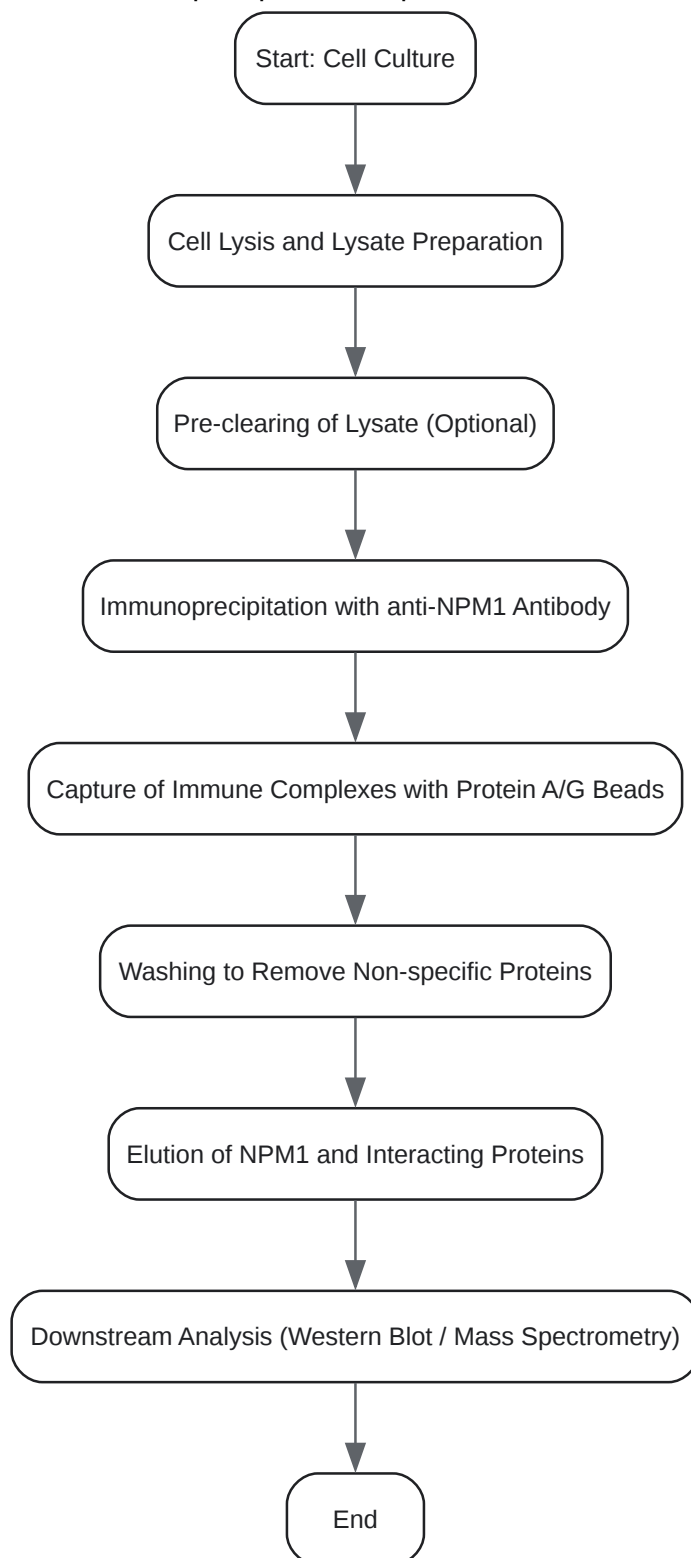 Start: Cell Culture
Cell Lysis and Lysate Preparation
Pre-clearing of Lysate (Optional)
Immunoprecipitation with anti-NPM1 Antibody
Capture of Immune Complexes with Protein A/G Beads
Washing to Remove Non-specific Proteins
Elution of NPM1 and Interacting Proteins
Downstream Analysis (Western Blot / Mass Spectrometry)
End